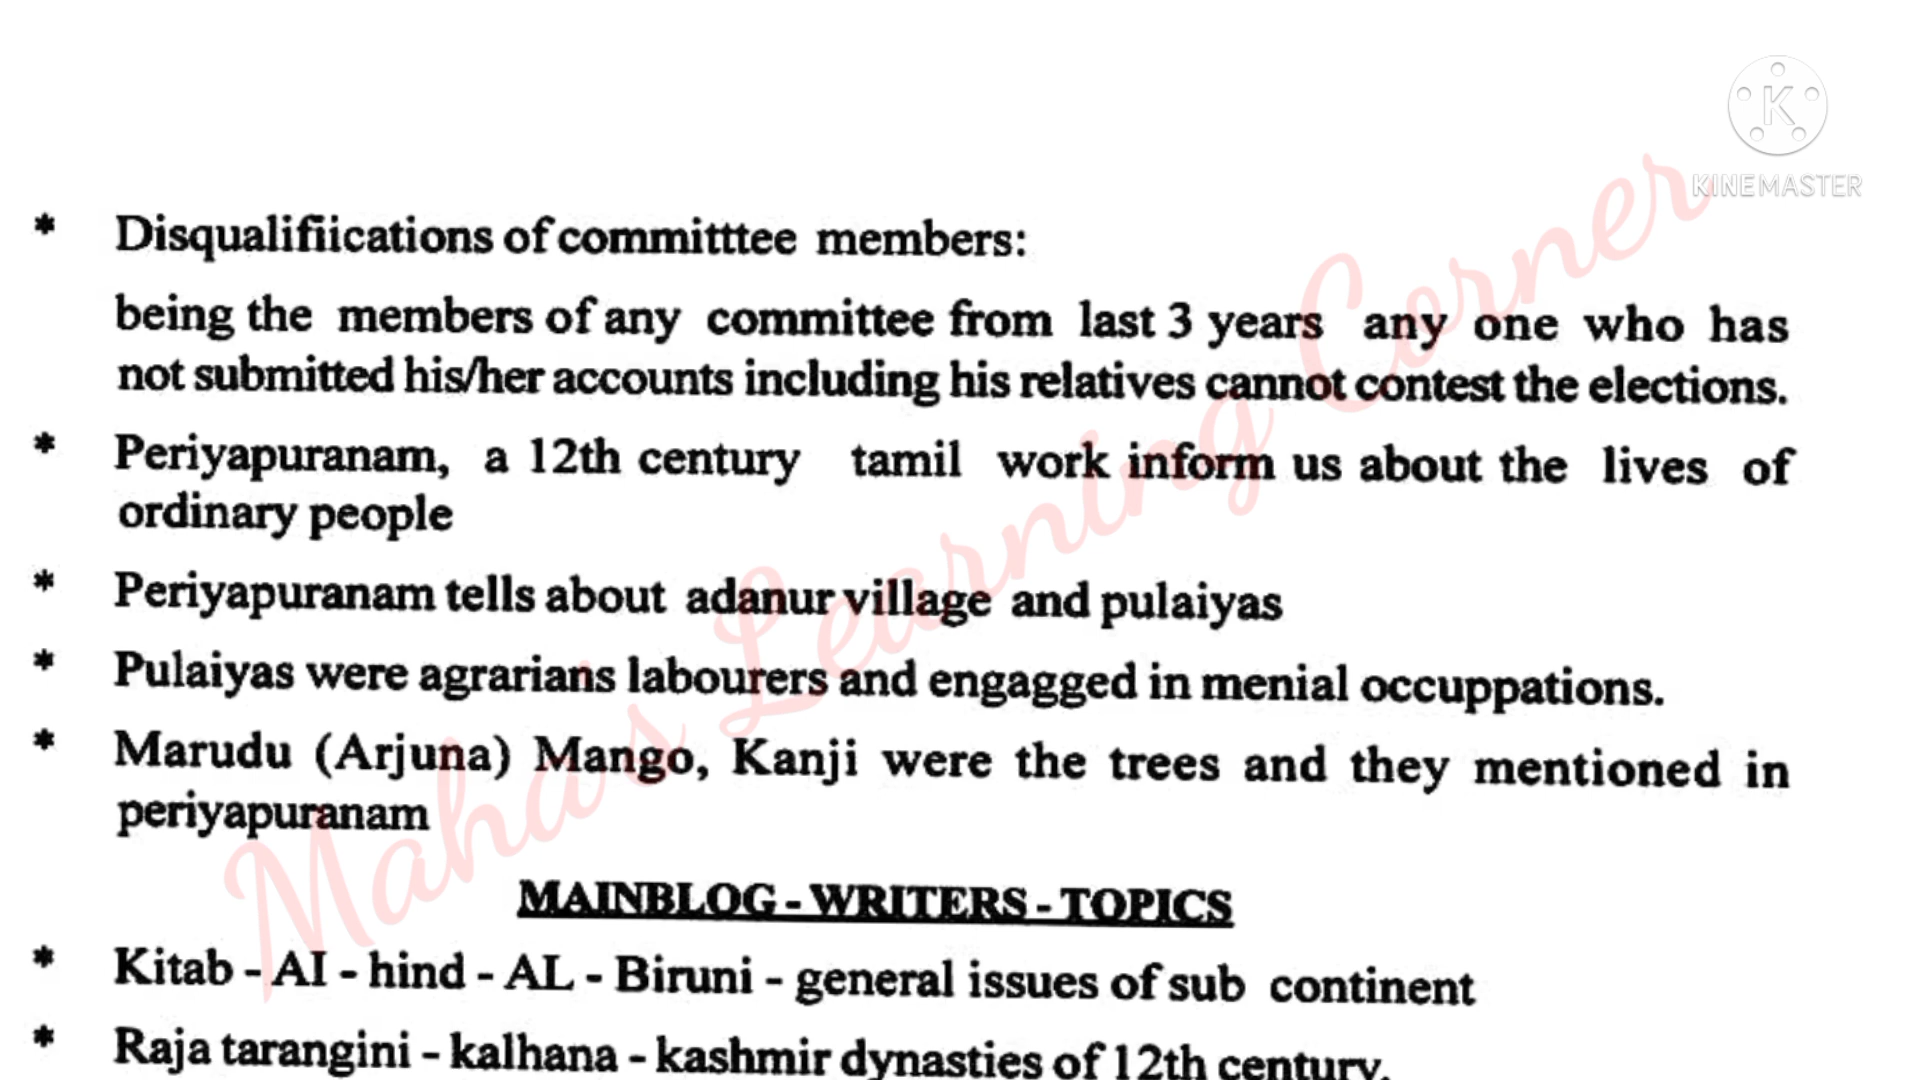 K
KINEMASTER
* Disqualifiications of committtee members:
being the members of any committee from last 3 years any one who has
not submitted his/her accounts including his relatives cannot contest the elections.
* Periyapuranam, a 12th century tamil work inform us about the lives of
ordinary people
* Periyapuranam tells about adanur village and pulaiyas
* Pulaiyas were agrarians labourers and engagged in menial occuppations.
* Marudu (Arjuna) Mango, Kanji were the trees and they mentioned in
periyapuranam
MAINBLOG - WRITERS - TOPICS
* Kitab - AI - hind - AL - Biruni - general issues of sub continent
* Raja tarangini - kalhana - kashmir dynasties of 12th century.
Mahas Learning Corner